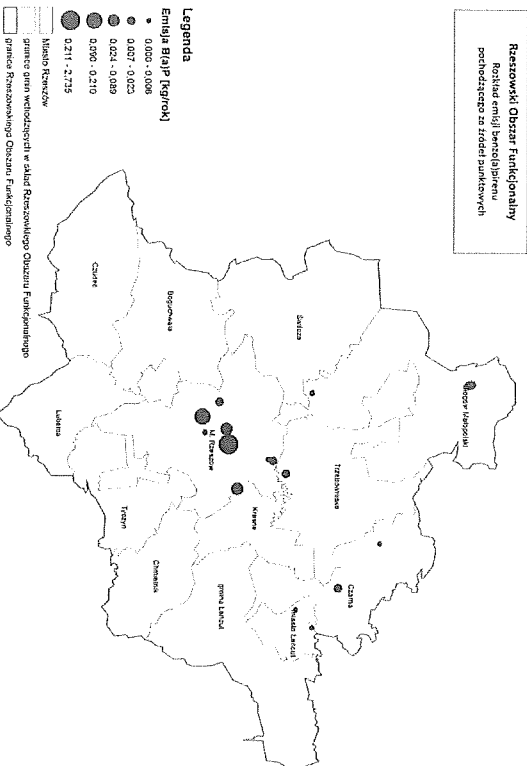 Rzeszowski Obszar Funkcjonalny
Rozkład emisji benzo(a)pirenu
pochodzącego ze źródeł punktowych
Głogów Małopolski
Świlcza
Trzebownisko
Czarna
miasto Łańcut
gmina Łańcut
Krasne
M. Rzeszów
Boguchwała
Czudec
Lubenia
Tyczyn
Chmielnik
Legenda
Emisja B(a)P [kg/rok]
0.000 - 0.006
0.007 - 0.023
0.024 - 0.089
0.090 - 0.210
0.211 - 2.735
Miasto Rzeszów
granice gmin wchodzących w skład Rzeszowskiego Obszaru Funkcjonalnego
granice Rzeszowskiego Obszaru Funkcjonalnego